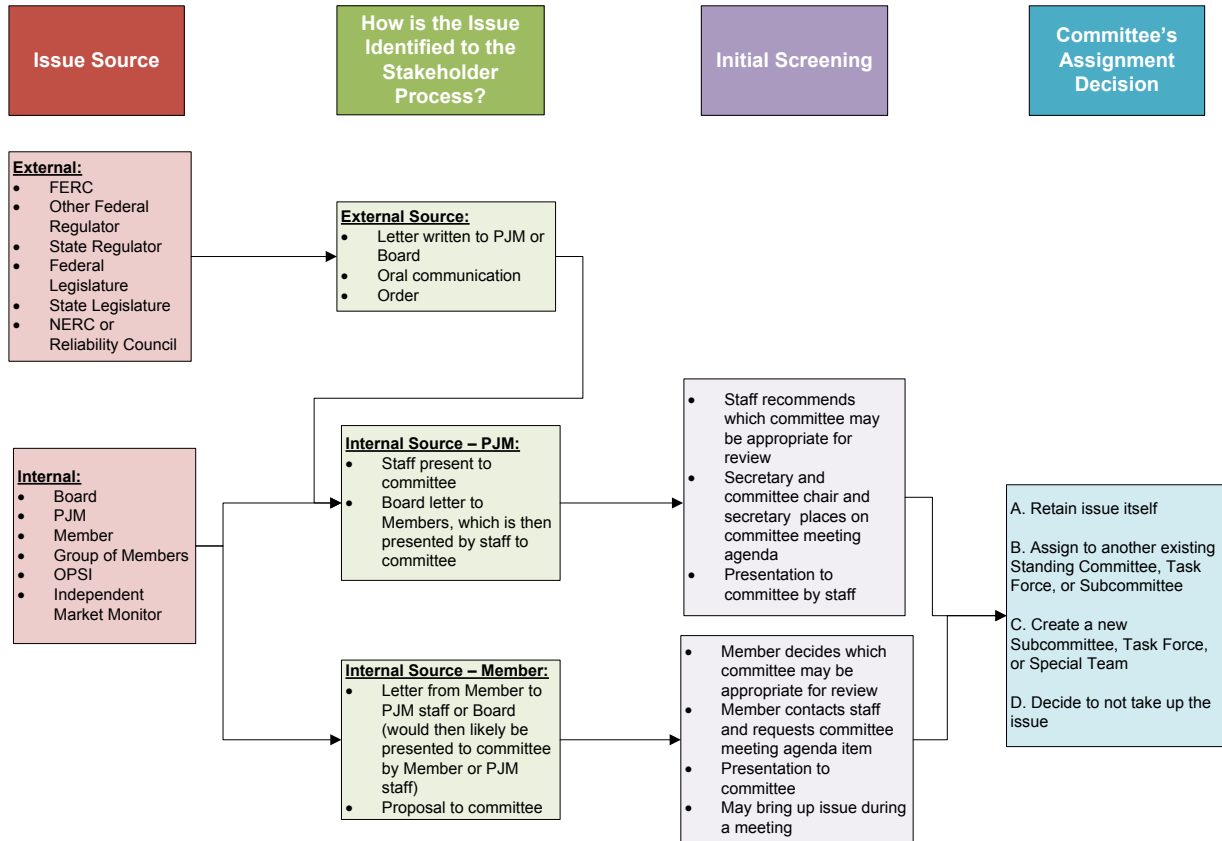 Issue Source
How is the Issue
Identified to the
Stakeholder
Process?
Initial Screening
Committee's
Assignment
Decision
External:
• FERC
• Other Federal
Regulator
• State Regulator
• Federal
Legislature
• State Legislature
• NERC or
Reliability Council
External Source:
• Letter written to PJM or
Board
• Oral communication
• Order
Internal:
• Board
• PJM
• Member
• Group of Members
• OPSI
• Independent
Market Monitor
Internal Source – PJM:
• Staff present to
committee
• Board letter to
Members, which is then
presented by staff to
committee
Internal Source – Member:
• Letter from Member to
PJM staff or Board
(would then likely be
presented to committee
by Member or PJM
staff)
• Proposal to committee
• Staff recommends
which committee may
be appropriate for
review
• Secretary and
committee chair and
secretary places on
committee meeting
agenda
• Presentation to
committee by staff
• Member decides which
committee may be
appropriate for review
• Member contacts staff
and requests committee
meeting agenda item
• Presentation to
committee
• May bring up issue during
a meeting
A. Retain issue itself
B. Assign to another existing
Standing Committee, Task
Force, or Subcommittee
C. Create a new
Subcommittee, Task Force,
or Special Team
D. Decide to not take up the
issue